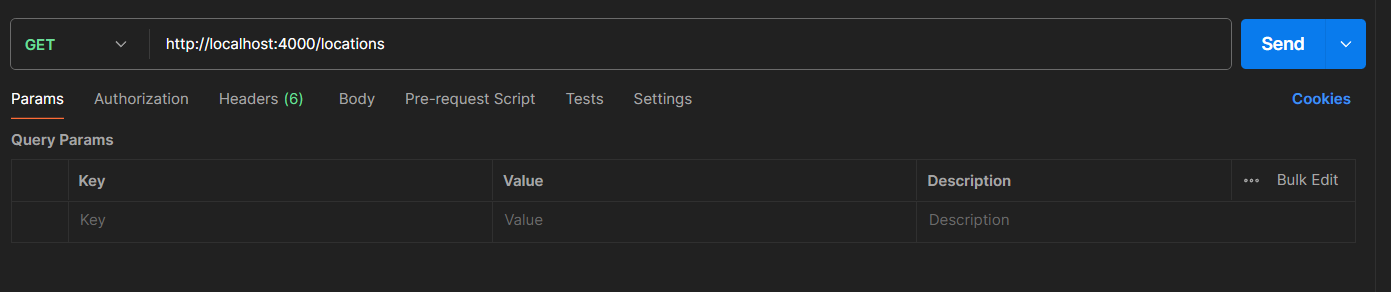 GET http://localhost:4000/locations Send
Params Authorization Headers (6) Body Pre-request Script Tests Settings Cookies
Query Params
Key Value Description ••• Bulk Edit
Key Value Description